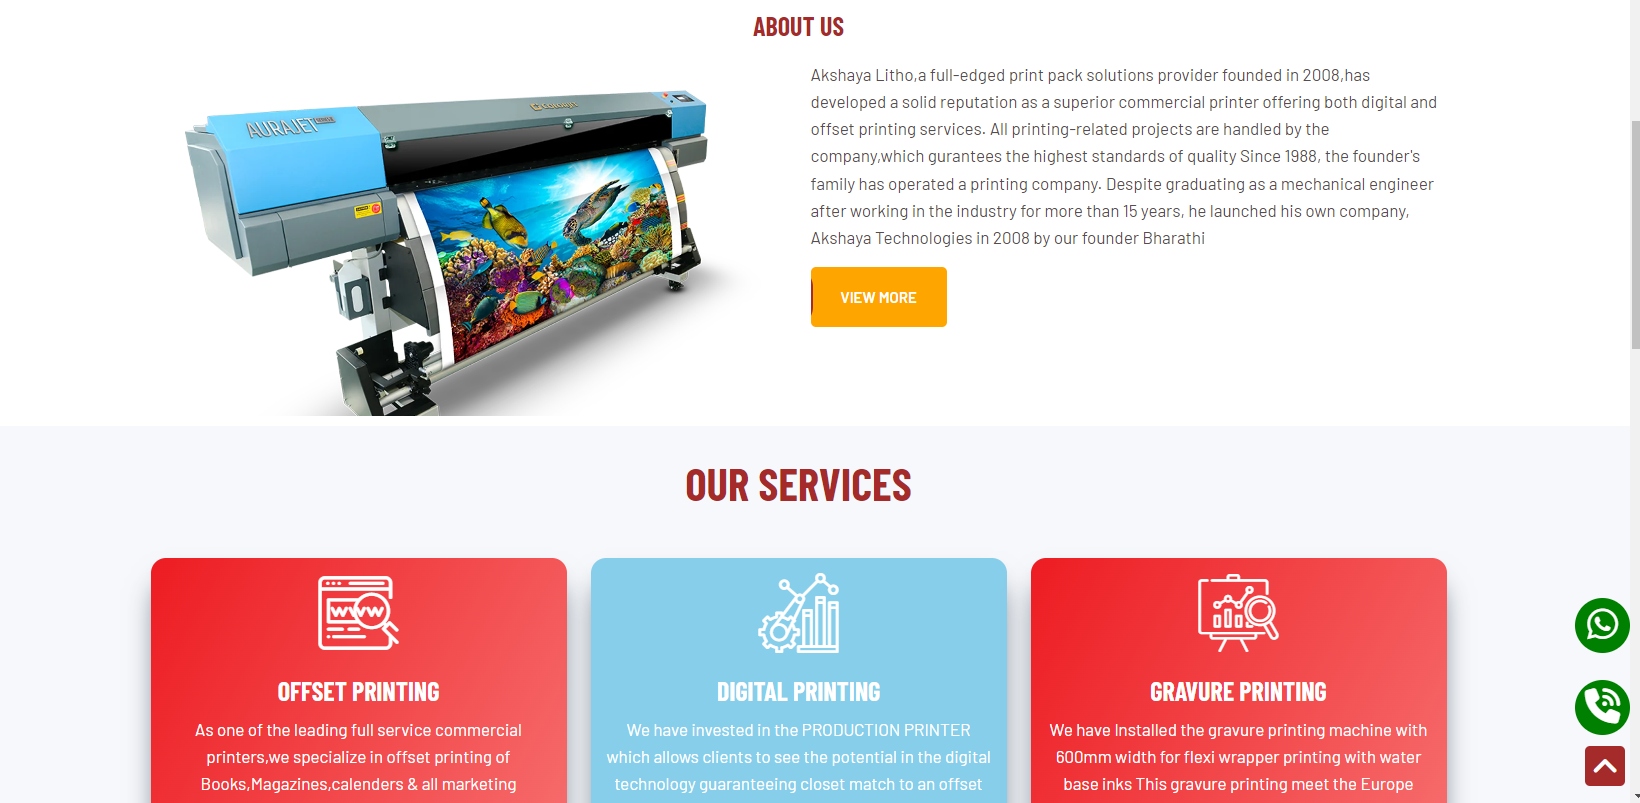 ABOUT US
Akshaya Litho,a full-edged print pack solutions provider founded in 2008,has
developed a solid reputation as a superior commercial printer offering both digital and
offset printing services. All printing-related projects are handled by the
company,which gurantees the highest standards of quality Since 1988, the founder's
family has operated a printing company. Despite graduating as a mechanical engineer
after working in the industry for more than 15 years, he launched his own company,
Akshaya Technologies in 2008 by our founder Bharathi
VIEW MORE
AURAJET
OUR SERVICES
www
OFFSET PRINTING
As one of the leading full service commercial
printers,we specialize in offset printing of
Books,Magazines,calenders & all marketing
DIGITAL PRINTING
We have invested in the PRODUCTION PRINTER
which allows clients to see the potential in the digital
technology guaranteeing closet match to an offset
GRAVURE PRINTING
We have Installed the gravure printing machine with
600mm width for flexi wrapper printing with water
base inks This gravure printing meet the Europe